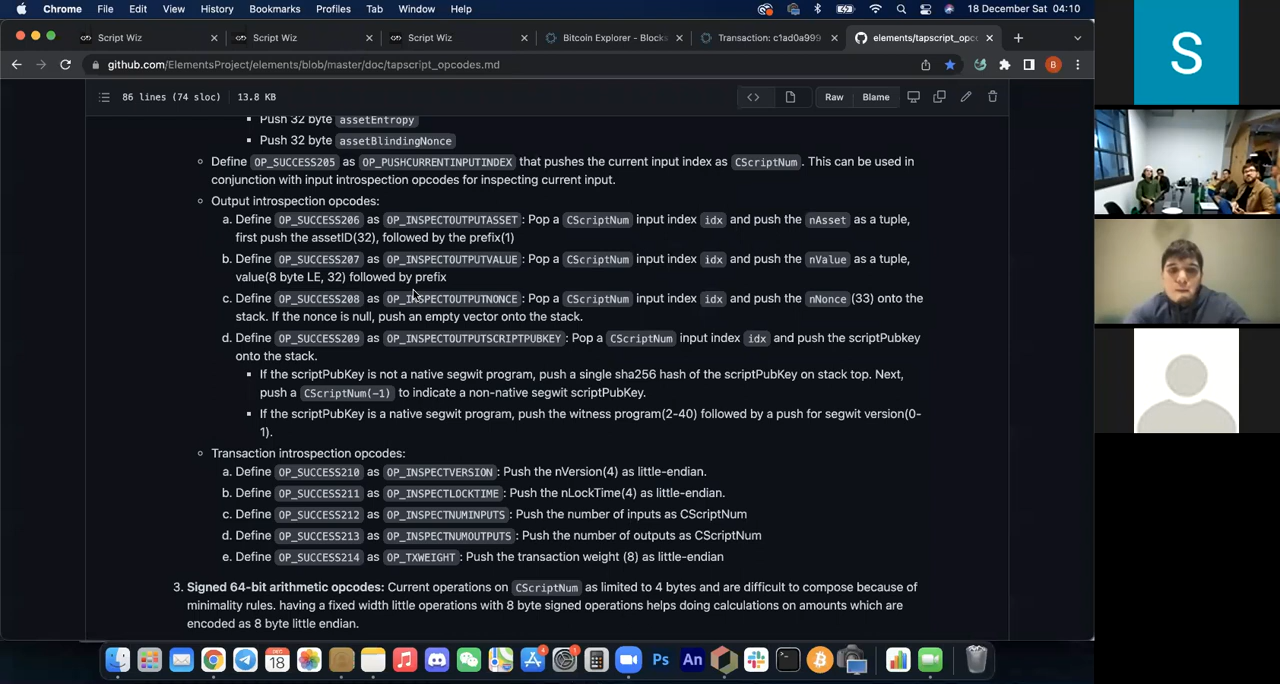 Chrome File Edit View History Bookmarks Profiles Tab Window Help 18 December Sat 04:10
Script Wiz Script Wiz Script Wiz Bitcoin Explorer - Blocks Transaction: c1ad0a999 elements/tapscript_opc
github.com/ElementsProject/elements/blob/master/doc/tapscript_opcodes.md B
86 lines (74 sloc) 13.8 KB <> Raw Blame
Push 32 byte assetEntropy
Push 32 byte assetBlindingNonce
Define OP_SUCCESS205 as OP_PUSHCURRENTINPUTINDEX that pushes the current input index as CScriptNum. This can be used in
conjunction with input introspection opcodes for inspecting current input.
Output introspection opcodes:
a. Define OP_SUCCESS206 as OP_INSPECTOUTPUTASSET: Pop a CScriptNum input index idx and push the nAsset as a tuple,
first push the assetID(32), followed by the prefix(1)
b. Define OP_SUCCESS207 as OP_INSPECTOUTPUTVALUE: Pop a CScriptNum input index idx and push the nValue as a tuple,
value(8 byte LE, 32) followed by prefix
c. Define OP_SUCCESS208 as OP_INSPECTOUTPUTNONCE: Pop a CScriptNum input index idx and push the nNonce (33) onto the
stack. If the nonce is null, push an empty vector onto the stack.
d. Define OP_SUCCESS209 as OP_INSPECTOUTPUTSCRIPTPUBKEY: Pop a CScriptNum input index idx and push the scriptPubkey
onto the stack.
If the scriptPubKey is not a native segwit program, push a single sha256 hash of the scriptPubKey on stack top. Next,
push a CScriptNum(-1) to indicate a non-native segwit scriptPubKey.
If the scriptPubKey is a native segwit program, push the witness program(2-40) followed by a push for segwit version(0-
1).
Transaction introspection opcodes:
a. Define OP_SUCCESS210 as OP_INSPECTVERSION: Push the nVersion(4) as little-endian.
b. Define OP_SUCCESS211 as OP_INSPECTLOCKTIME: Push the nLockTime(4) as little-endian.
c. Define OP_SUCCESS212 as OP_INSPECTNUMINPUTS: Push the number of inputs as CScriptNum
d. Define OP_SUCCESS213 as OP_INSPECTNUMOUTPUTS: Push the number of outputs as CScriptNum
e. Define OP_SUCCESS214 as OP_TXWEIGHT: Push the transaction weight (8) as little-endian
3. Signed 64-bit arithmetic opcodes: Current operations on CScriptNum as limited to 4 bytes and are difficult to compose because of
minimality rules. having a fixed width little operations with 8 byte signed operations helps doing calculations on amounts which are
encoded as 8 byte little endian.
DEC
18
Ps An
S